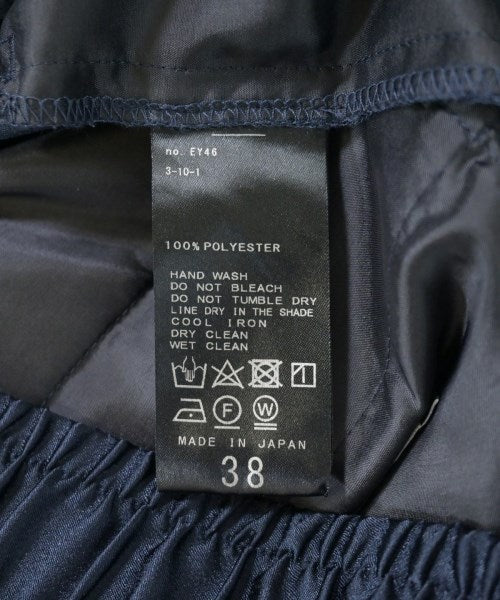 no. EY46
3-10-1
100% POLYESTER
HAND WASH
DO NOT BLEACH
DO NOT TUMBLE DRY
LINE DRY IN THE SHADE
COOL IRON
DRY CLEAN
WET CLEAN
F W
MADE IN JAPAN
38